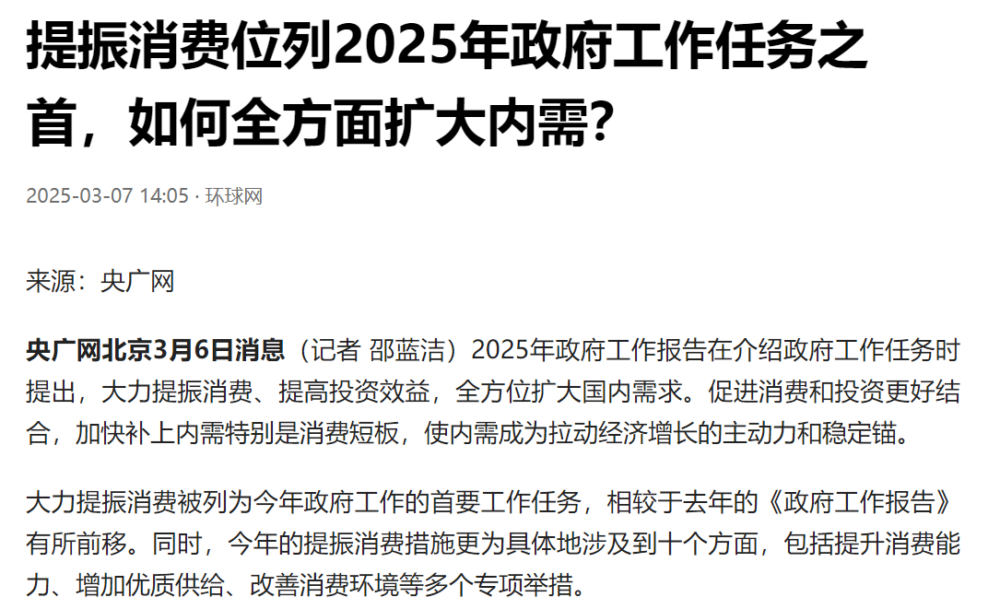 提振消费位列2025年政府工作任务之
首，如何全方面扩大内需？
2025-03-07 14:05 · 环球网
来源：央广网
央广网北京3月6日消息（记者 邵蓝洁）2025年政府工作报告在介绍政府工作任务时
提出，大力提振消费、提高投资效益，全方位扩大国内需求。促进消费和投资更好结
合，加快补上内需特别是消费短板，使内需成为拉动经济增长的主动力和稳定锚。
大力提振消费被列为今年政府工作的首要工作任务，相较于去年的《政府工作报告》
有所前移。同时，今年的提振消费措施更为具体地涉及到十个方面，包括提升消费能
力、增加优质供给、改善消费环境等多个专项举措。